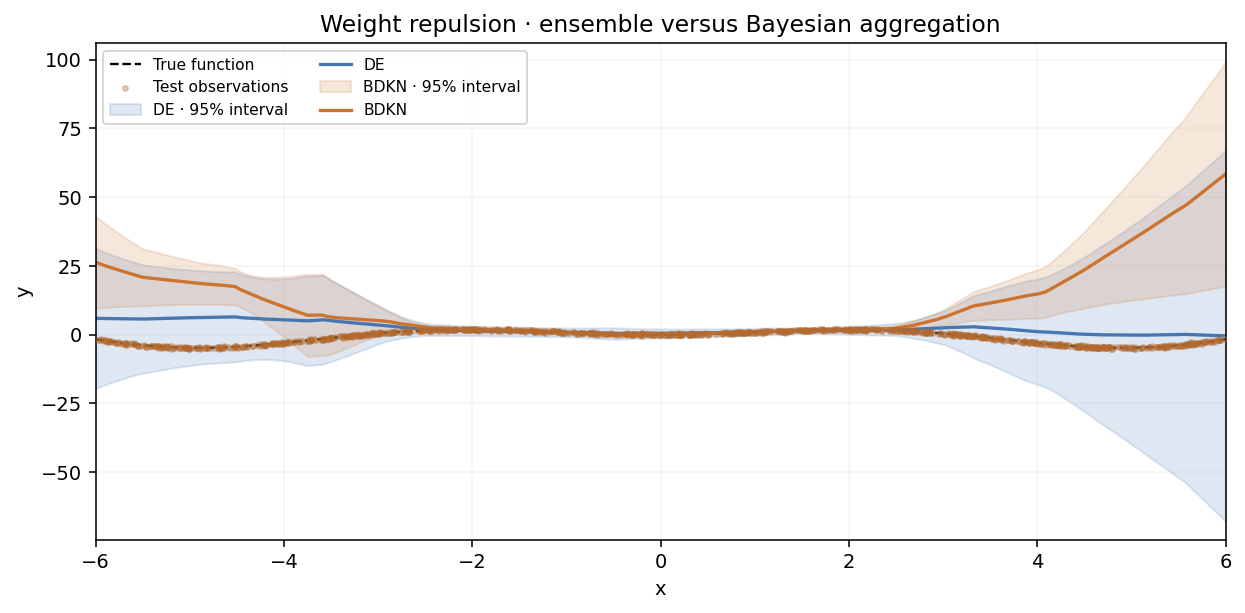 Weight repulsion · ensemble versus Bayesian aggregation
True function
Test observations
DE · 95% interval
DE
BDKN · 95% interval
BDKN
y
100
75
50
25
0
−25
−50
−6
−4
−2
0
2
4
6
x